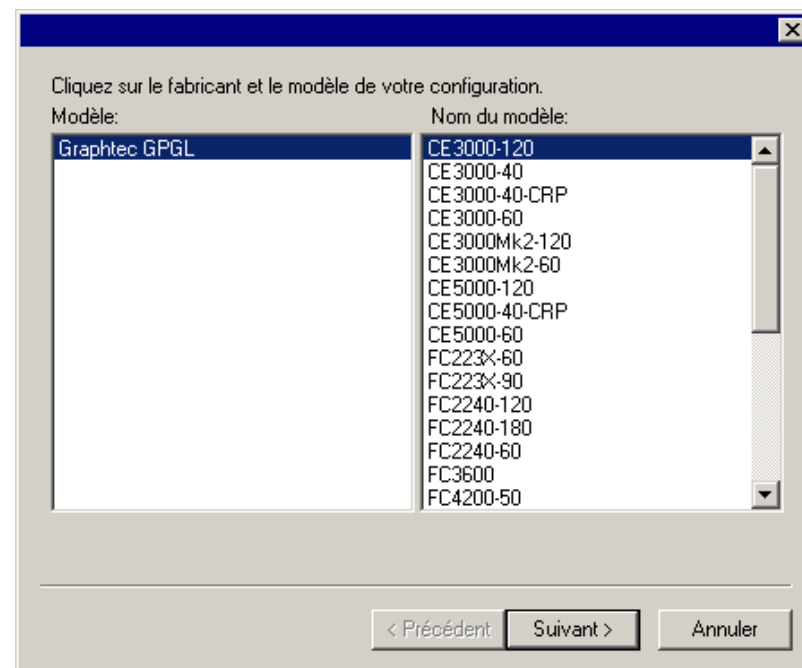 Cliquez sur le fabricant et le modèle de votre configuration.
Modèle:
Nom du modèle:
Graphtec GPGL
CE3000-120
CE3000-40
CE3000-40-CRP
CE3000-60
CE3000Mk2-120
CE3000Mk2-60
CE5000-120
CE5000-40-CRP
CE5000-60
FC223X-60
FC223X-90
FC2240-120
FC2240-180
FC2240-60
FC3600
FC4200-50
< Précédent
Suivant >
Annuler